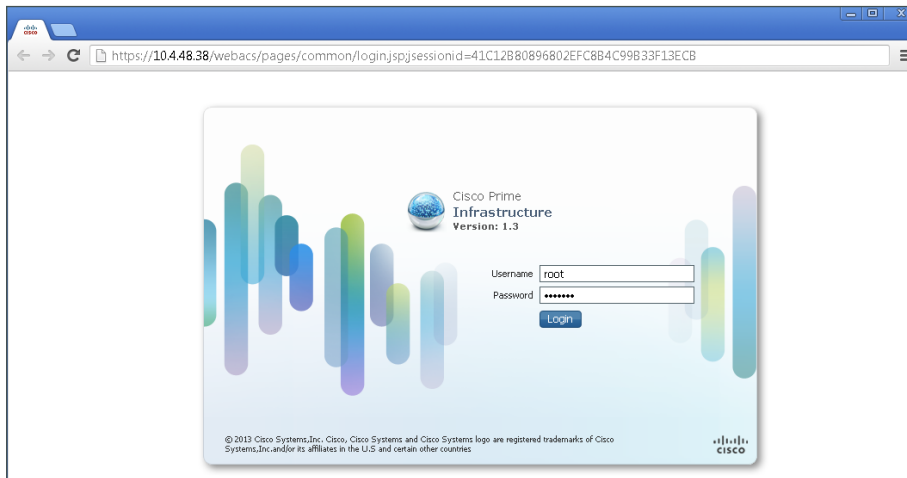 CISCO
https://10.4.48.38/webacs/pages/common/login.jsp;jsessionid=41C12B80896802EFC8B4C99B33F13ECB
Cisco Prime
Infrastructure
Version: 1.3
Username root
Password •••••••
Login
© 2013 Cisco Systems,Inc. Cisco, Cisco Systems and Cisco Systems logo are registered trademarks of Cisco
Systems,Inc.and/or its affiliates in the U.S and certain other countries
CISCO